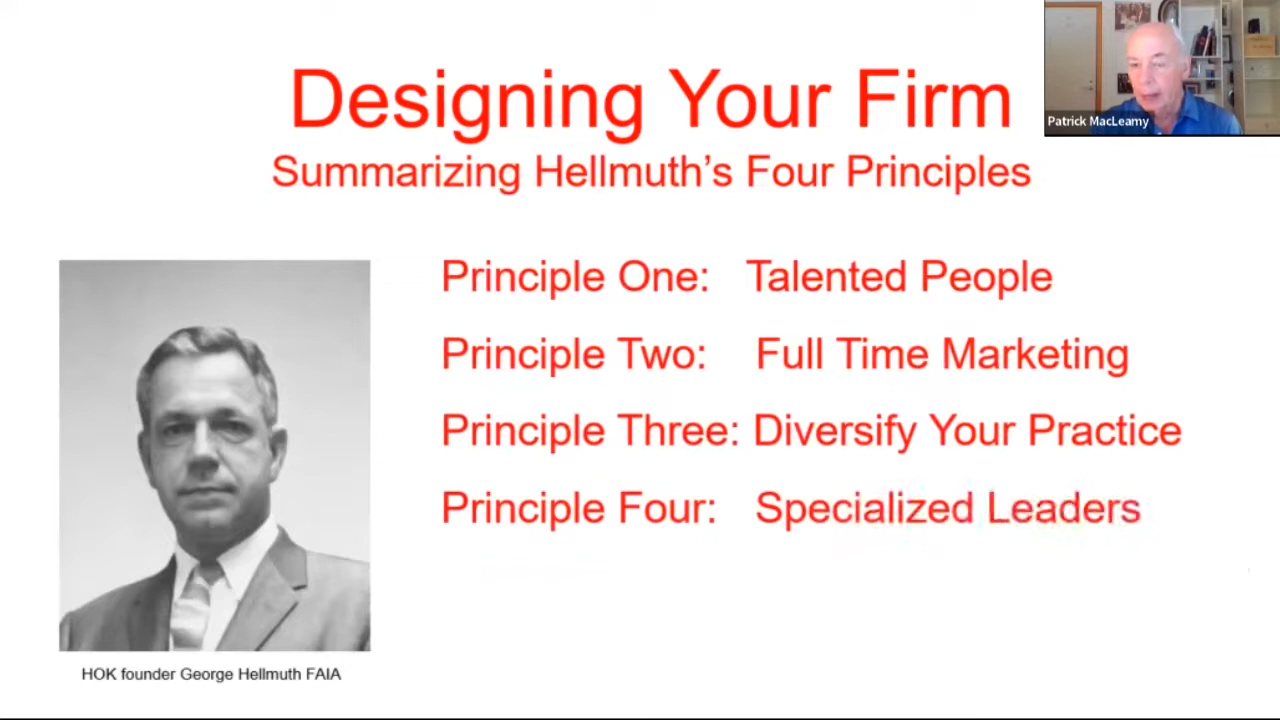 Designing Your Firm
Summarizing Hellmuth's Four Principles
Patrick MacLeamy
Principle One: Talented People
Principle Two: Full Time Marketing
Principle Three: Diversify Your Practice
Principle Four: Specialized Leaders
HOK founder George Hellmuth FAIA